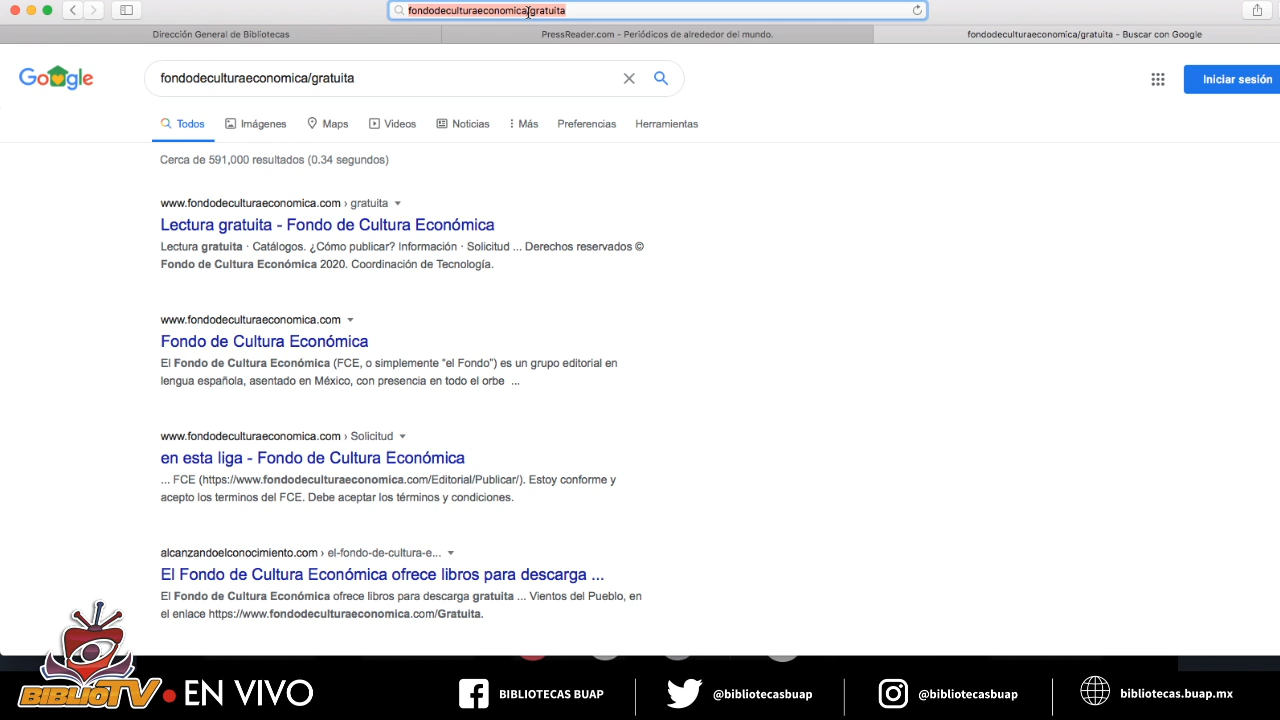 fondodeculturaeconomica/gratuita
Dirección General de Bibliotecas
PressReader.com - Periódicos de alrededor del mundo.
fondodeculturaeconomica/gratuita - Buscar con Google
Google
fondodeculturaeconomica/gratuita
Iniciar sesión
Todos
Imágenes
Maps
Videos
Noticias
Más
Preferencias
Herramientas
Cerca de 591,000 resultados (0.34 segundos)
www.fondodeculturaeconomica.com › gratuita
Lectura gratuita - Fondo de Cultura Económica
Lectura gratuita · Catálogos. ¿Cómo publicar? Información · Solicitud ... Derechos reservados ©
Fondo de Cultura Económica 2020. Coordinación de Tecnología.
www.fondodeculturaeconomica.com
Fondo de Cultura Económica
El Fondo de Cultura Económica (FCE, o simplemente “el Fondo”) es un grupo editorial en
lengua española, asentado en México, con presencia en todo el orbe ...
www.fondodeculturaeconomica.com › Solicitud
en esta liga - Fondo de Cultura Económica
... FCE (https://www.fondodeculturaeconomica.com/Editorial/Publicar/). Estoy conforme y
acepto los terminos del FCE. Debe aceptar los términos y condiciones.
alcanzandoelconocimiento.com › el-fondo-de-cultura-e...
El Fondo de Cultura Económica ofrece libros para descarga ...
El Fondo de Cultura Económica ofrece libros para descarga gratuita ... Vientos del Pueblo, en
el enlace https://www.fondodeculturaeconomica.com/Gratuita.
BIBLIOTV
EN VIVO
BIBLIOTECAS BUAP
@bibliotecasbuap
@bibliotecasbuap
bibliotecas.buap.mx